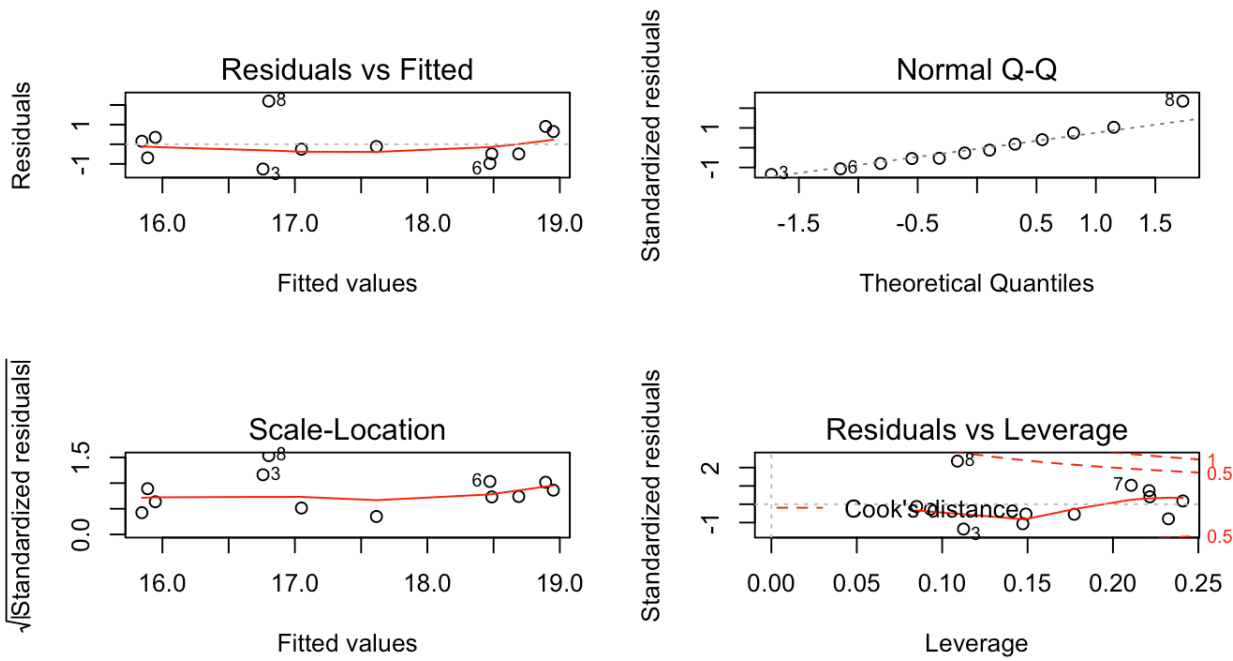 Residuals vs Fitted
Residuals
1
-1
8
3
6
16.0 17.0 18.0 19.0
Fitted values
Normal Q-Q
Standardized residuals
1
-1
8
3
6
-1.5 -0.5 0.5 1.0 1.5
Theoretical Quantiles
Scale-Location
√|Standardized residuals|
1.5
0.0
8
3
6
16.0 17.0 18.0 19.0
Fitted values
Residuals vs Leverage
Standardized residuals
2
-1
8
7
3
Cook's distance
1
0.5
0.5
0.00 0.10 0.15 0.20 0.25
Leverage